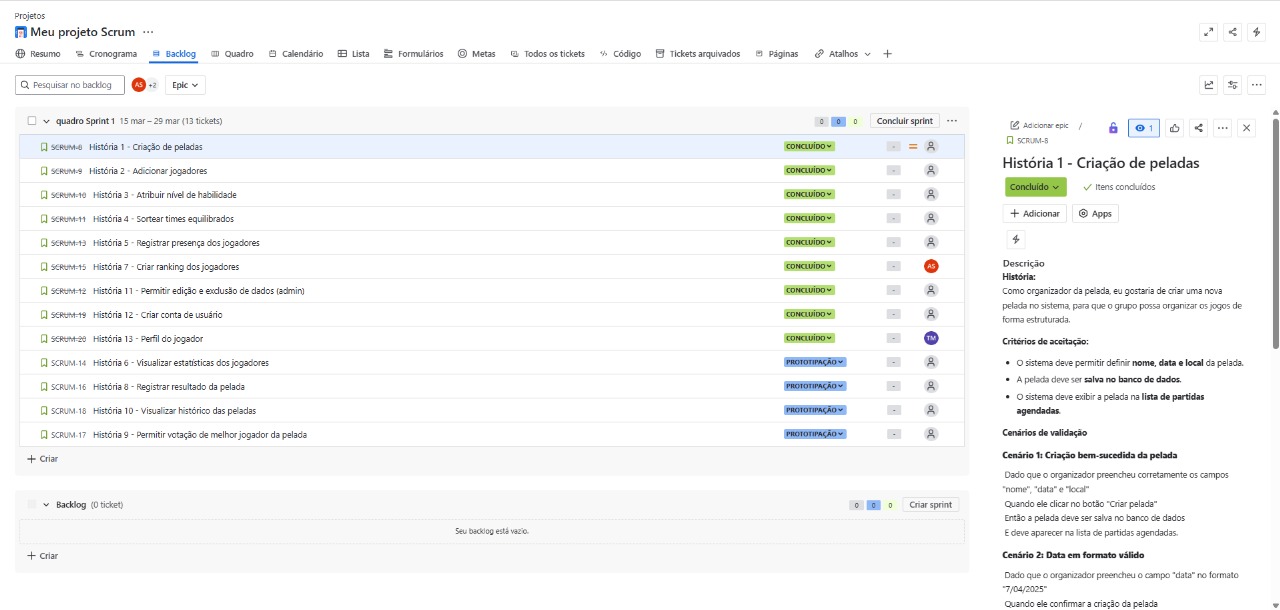 Projetos
Meu projeto Scrum ...
Resumo Cronograma Backlog Quadro Calendário Lista Formulários Metas Todos os tickets Código Tickets arquivados Páginas Atalhos
Pesquisar no backlog AS +2 Epic
quadro Sprint 1 15 mar – 29 mar (13 tickets) 0 0 0 Concluir sprint ...
SCRUM-8 História 1 - Criação de peladas CONCLUÍDO -
SCRUM-9 História 2 - Adicionar jogadores CONCLUÍDO -
SCRUM-10 História 3 - Atribuir nível de habilidade CONCLUÍDO -
SCRUM-11 História 4 - Sortear times equilibrados CONCLUÍDO -
SCRUM-13 História 5 - Registrar presença dos jogadores CONCLUÍDO -
SCRUM-15 História 7 - Criar ranking dos jogadores CONCLUÍDO - AS
SCRUM-12 História 11 - Permitir edição e exclusão de dados (admin) CONCLUÍDO -
SCRUM-19 História 12 - Criar conta de usuário CONCLUÍDO -
SCRUM-20 História 13 - Perfil do jogador CONCLUÍDO - TM
SCRUM-14 História 6 - Visualizar estatísticas dos jogadores PROTOTIPAÇÃO -
SCRUM-16 História 8 - Registrar resultado da pelada PROTOTIPAÇÃO -
SCRUM-18 História 10 - Visualizar histórico das peladas PROTOTIPAÇÃO -
SCRUM-17 História 9 - Permitir votação de melhor jogador da pelada PROTOTIPAÇÃO -
+ Criar
Backlog (0 ticket) 0 0 0 Criar sprint
Seu backlog está vazio.
+ Criar
Adicionar epic / 1
SCRUM-8
História 1 - Criação de peladas
Concluído Itens concluídos
+ Adicionar Apps
Descrição
História:
Como organizador da pelada, eu gostaria de criar uma nova
pelada no sistema, para que o grupo possa organizar os jogos de
forma estruturada.
Critérios de aceitação:
• O sistema deve permitir definir nome, data e local da pelada.
• A pelada deve ser salva no banco de dados.
• O sistema deve exibir a pelada na lista de partidas
agendadas.
Cenários de validação
Cenário 1: Criação bem-sucedida da pelada
Dado que o organizador preencheu corretamente os campos
"nome", "data" e "local"
Quando ele clicar no botão "Criar pelada"
Então a pelada deve ser salva no banco de dados
E deve aparecer na lista de partidas agendadas.
Cenário 2: Data em formato válido
Dado que o organizador preencheu o campo "data" no formato
"7/04/2025"
Quando ele confirmar a criação da pelada